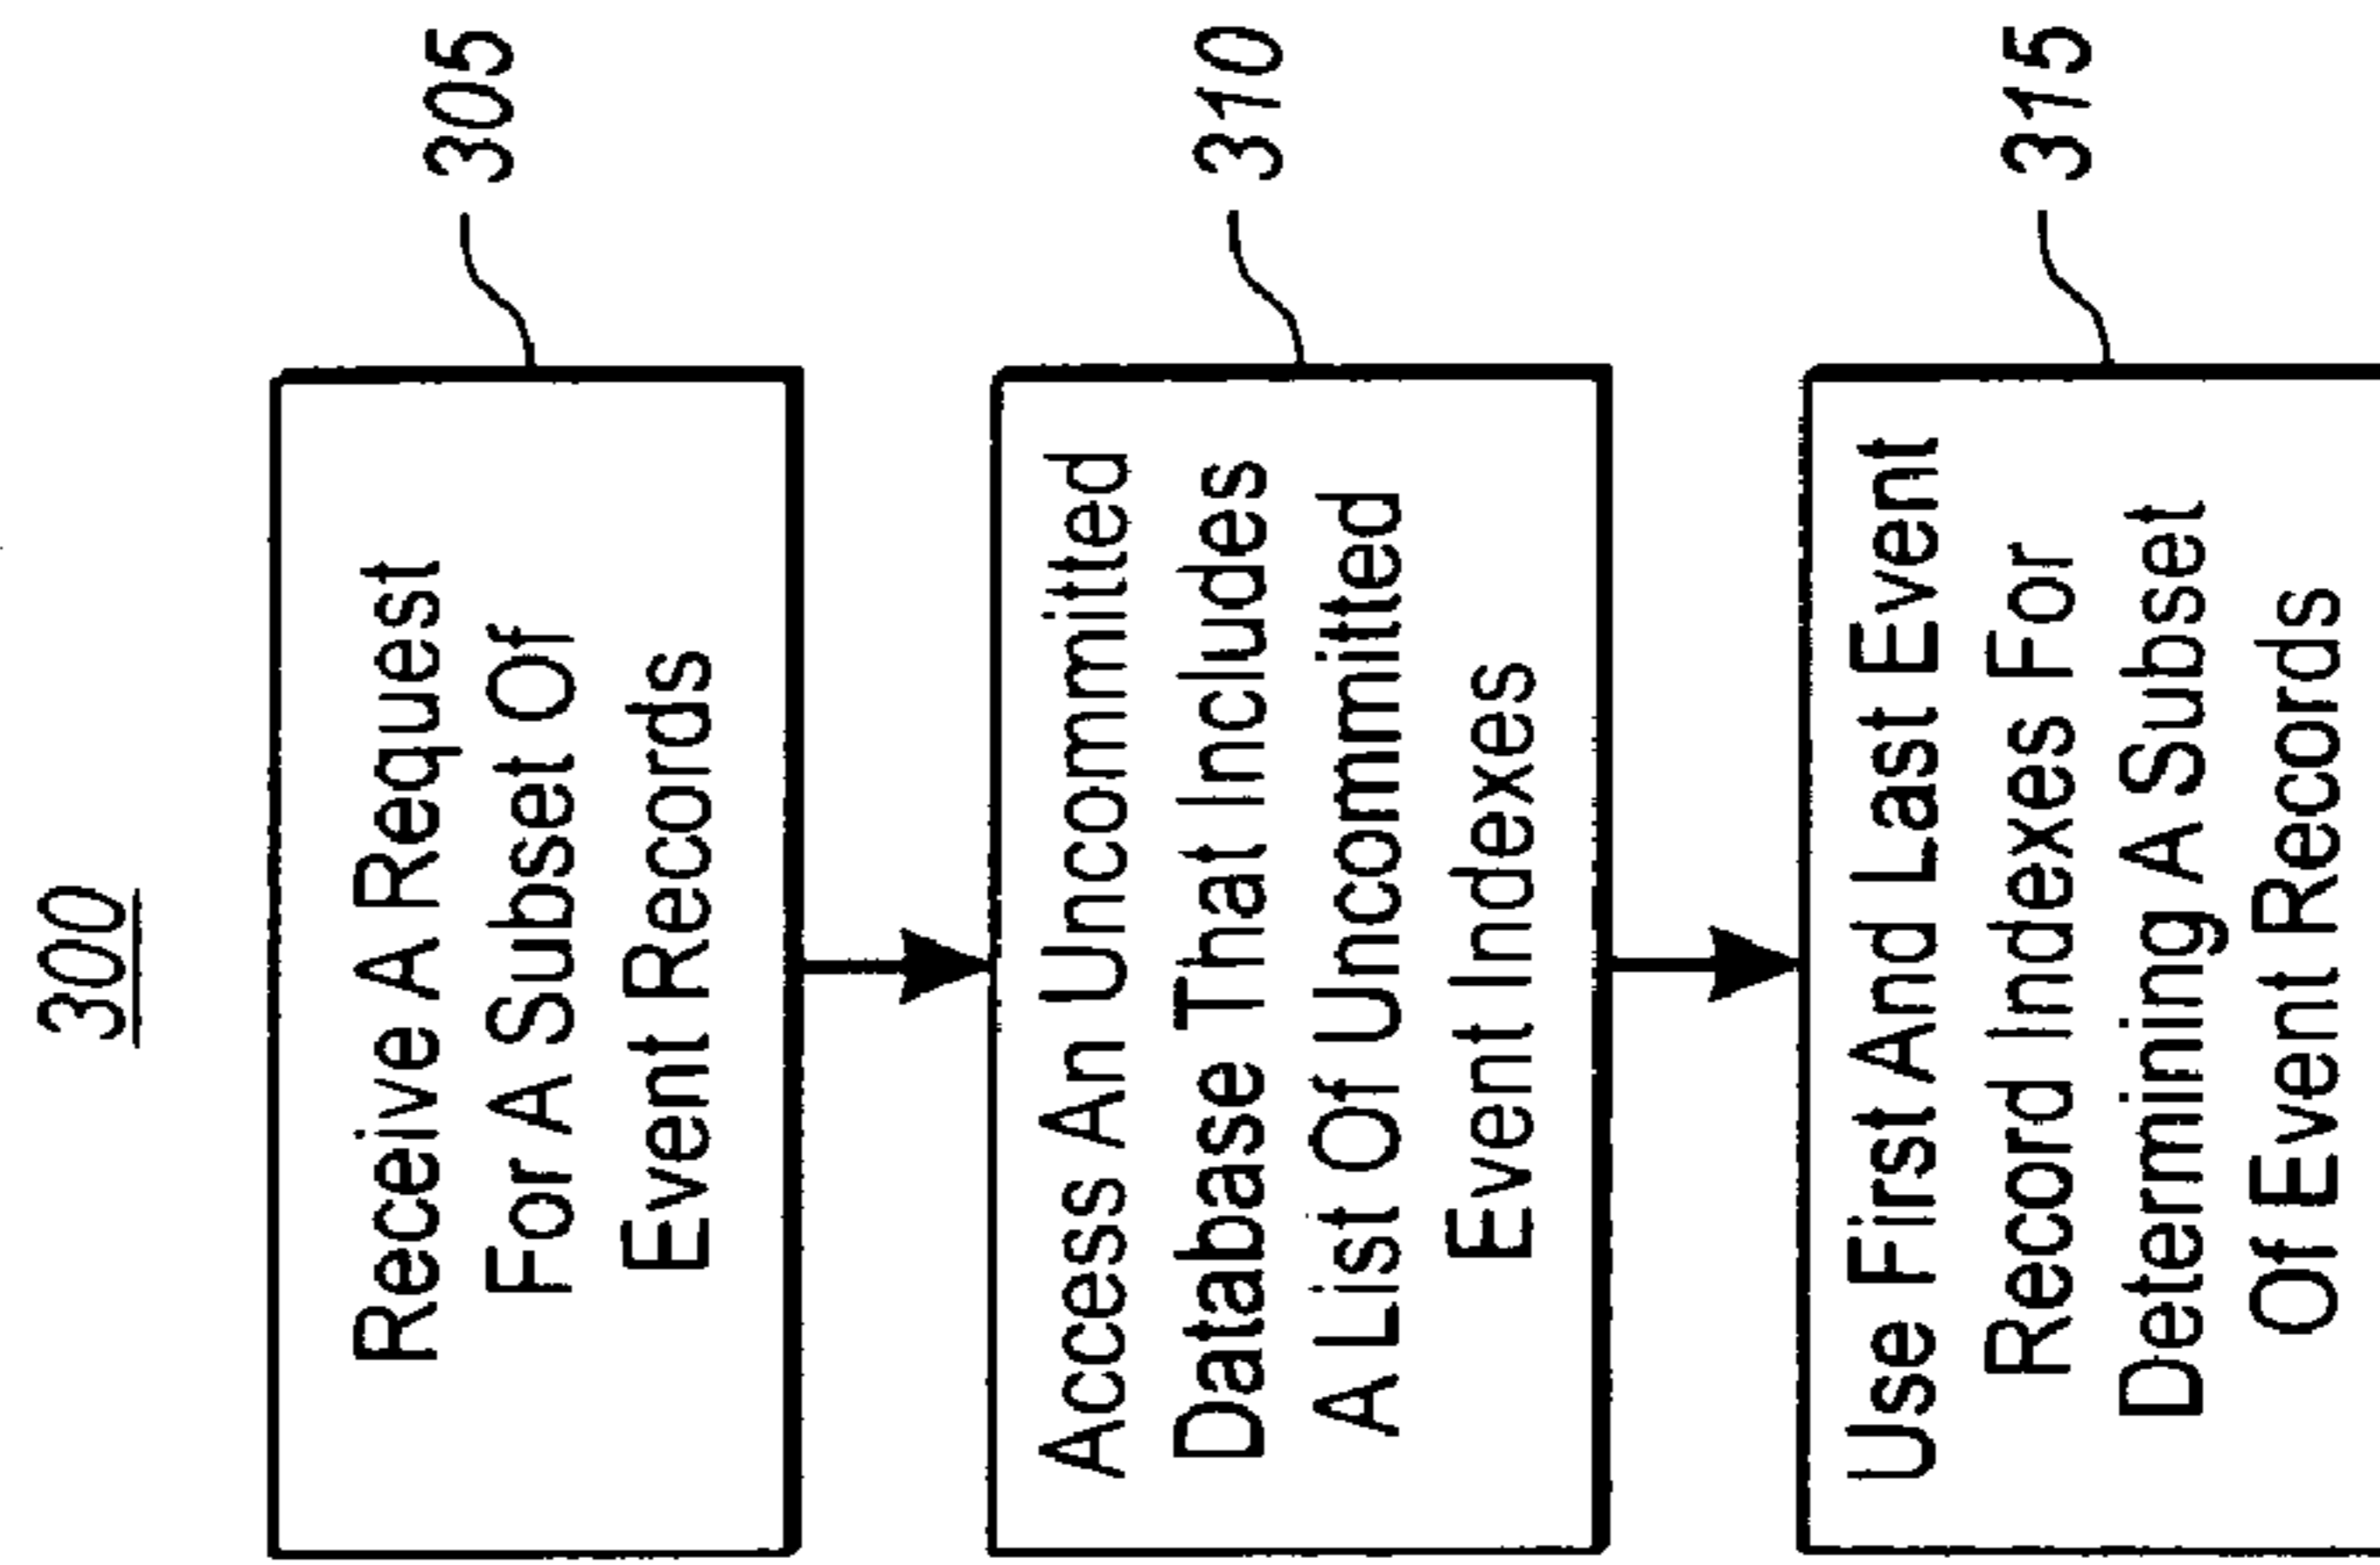 300
Receive A Request
For A Subset Of
Event Records
305
Access An Uncommitted
Database That Includes
A List Of Uncommitted
Event Indexes
310
Use First And Last Event
Record Indexes For
Determining A Subset
Of Event Records
315